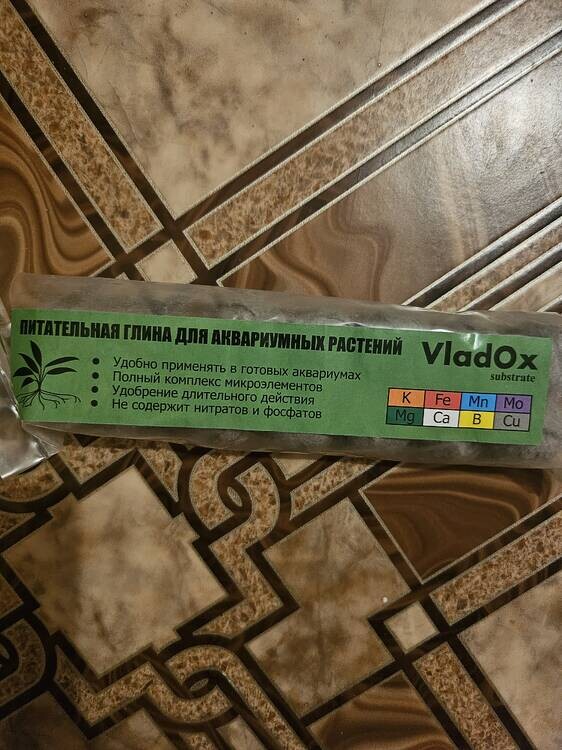 ПИТАТЕЛЬНАЯ ГЛИНА ДЛЯ АКВАРИУМНЫХ РАСТЕНИЙ
• Удобно применять в готовых аквариумах
• Полный комплекс микроэлементов
• Удобрение длительного действия
• Не содержит нитратов и фосфатов
VladOx
substrate
K Fe Mn Mo
Mg Ca B Cu